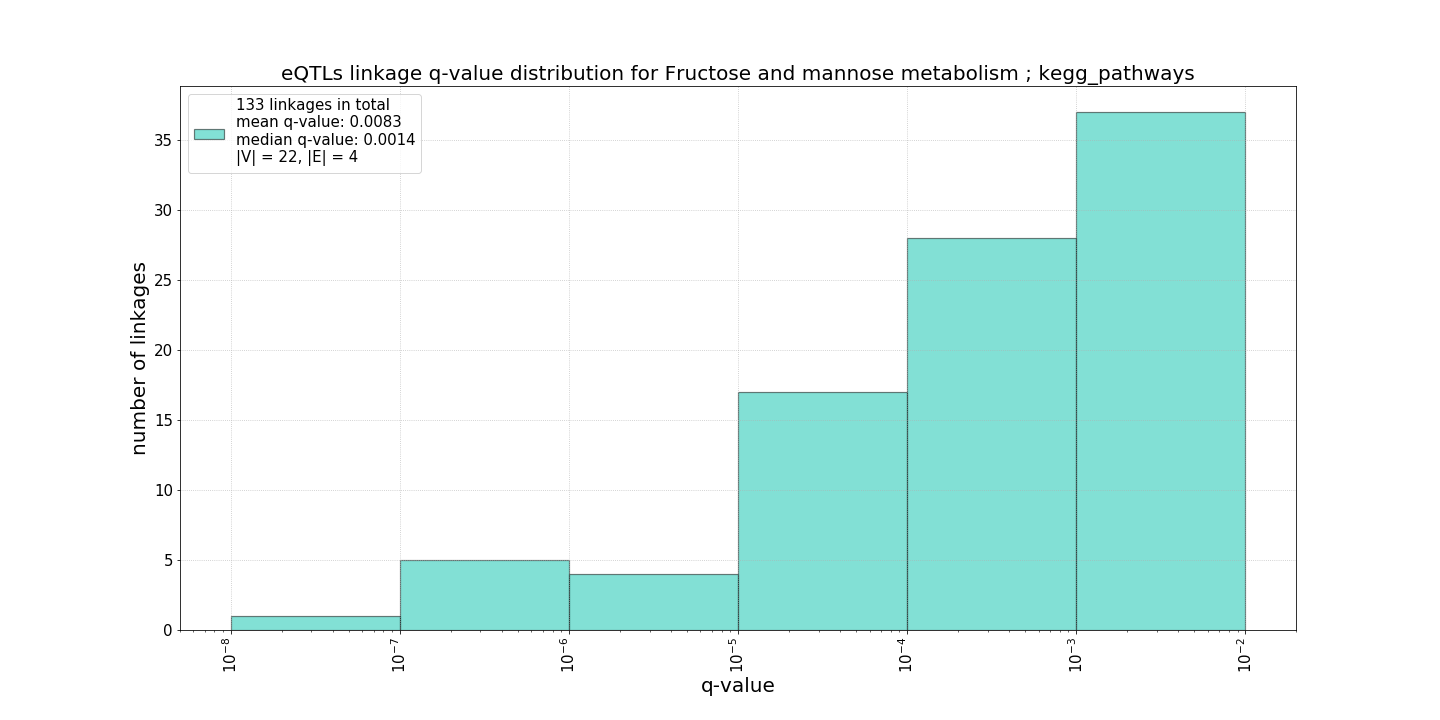 eQTLs linkage q-value distribution for Fructose and mannose metabolism ; kegg_pathways
133 linkages in total
mean q-value: 0.0083
median q-value: 0.0014
|V| = 22, |E| = 4
number of linkages
35
30
25
20
15
10
5
0
10⁻⁸
10⁻⁷
10⁻⁶
10⁻⁵
10⁻⁴
10⁻³
10⁻²
q-value